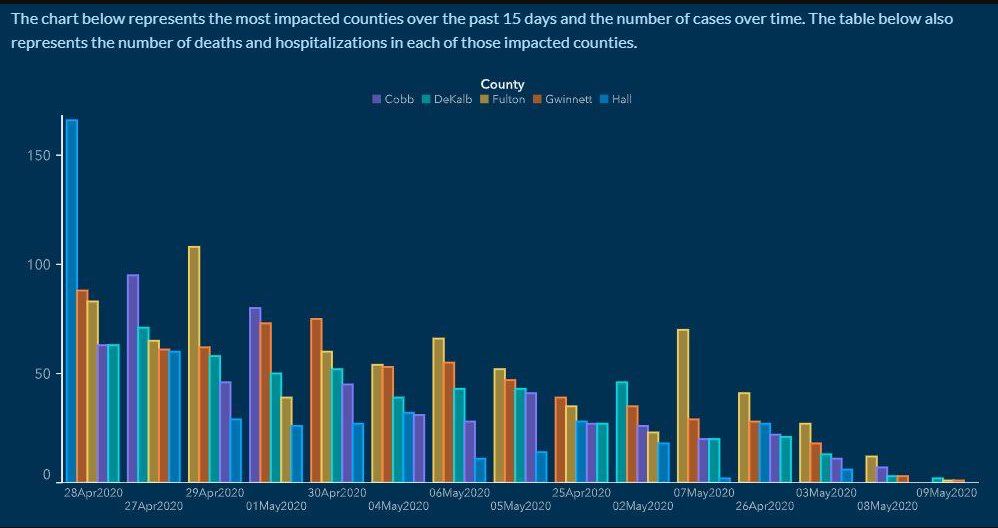 The chart below represents the most impacted counties over the past 15 days and the number of cases over time. The table below also
represents the number of deaths and hospitalizations in each of those impacted counties.
County
Cobb DeKalb Fulton Gwinnett Hall
150
100
50
0
28Apr2020 29Apr2020 30Apr2020 06May2020 25Apr2020 07May2020 03May2020 09May2020
27Apr2020 01May2020 04May2020 05May2020 02May2020 26Apr2020 08May2020